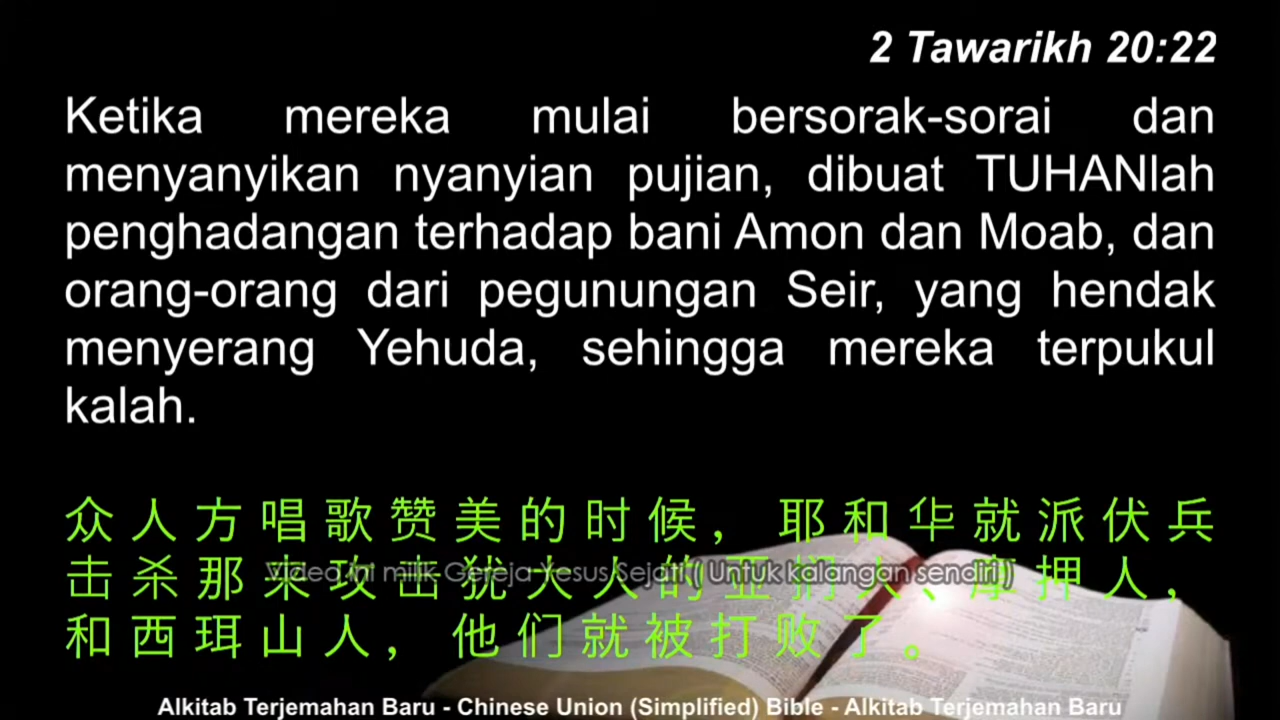 2 Tawarikh 20:22
Ketika mereka mulai bersorak-sorai dan
menyanyikan nyanyian pujian, dibuat TUHANlah
penghadangan terhadap bani Amon dan Moab, dan
orang-orang dari pegunungan Seir, yang hendak
menyerang Yehuda, sehingga mereka terpukul
kalah.
众人方唱歌赞美的时候，耶和华就派伏兵
击杀那来攻击犹大人的亚扪人、摩押人，
Video ini milik Gereja Yesus Sejati ( Untuk kalangan sendiri )
和西珥山人，他们就被打败了。
Alkitab Terjemahan Baru - Chinese Union (Simplified) Bible - Alkitab Terjemahan Baru